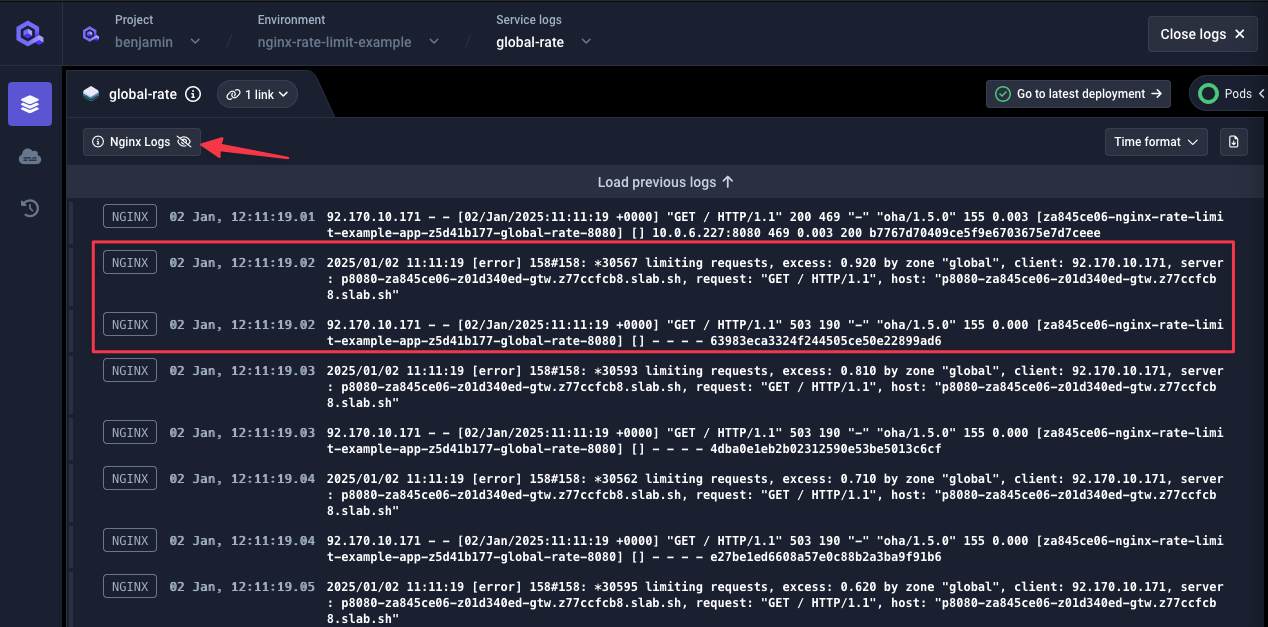 Project
benjamin
Environment
nginx-rate-limit-example
Service logs
global-rate
Close logs
global-rate
1 link
Go to latest deployment
Pods
Nginx Logs
Time format
Load previous logs
NGINX 02 Jan, 12:11:19.01 92.170.10.171 - - [02/Jan/2025:11:11:19 +0000] "GET / HTTP/1.1" 200 469 "-" "oha/1.5.0" 155 0.003 [za845ce06-nginx-rate-limi
t-example-app-z5d41b177-global-rate-8080] [] 10.0.6.227:8080 469 0.003 200 b7767d70409ce5f9e6703675e7d7ceee
NGINX 02 Jan, 12:11:19.02 2025/01/02 11:11:19 [error] 158#158: *30567 limiting requests, excess: 0.920 by zone "global", client: 92.170.10.171, server
: p8080-za845ce06-z01d340ed-gtw.z77ccfcb8.slab.sh, request: "GET / HTTP/1.1", host: "p8080-za845ce06-z01d340ed-gtw.z77ccfcb
8.slab.sh"
NGINX 02 Jan, 12:11:19.02 92.170.10.171 - - [02/Jan/2025:11:11:19 +0000] "GET / HTTP/1.1" 503 190 "-" "oha/1.5.0" 155 0.000 [za845ce06-nginx-rate-limi
t-example-app-z5d41b177-global-rate-8080] [] - - - - 63983eca3324f244505ce50e22899ad6
NGINX 02 Jan, 12:11:19.03 2025/01/02 11:11:19 [error] 158#158: *30593 limiting requests, excess: 0.810 by zone "global", client: 92.170.10.171, server
: p8080-za845ce06-z01d340ed-gtw.z77ccfcb8.slab.sh, request: "GET / HTTP/1.1", host: "p8080-za845ce06-z01d340ed-gtw.z77ccfcb
8.slab.sh"
NGINX 02 Jan, 12:11:19.03 92.170.10.171 - - [02/Jan/2025:11:11:19 +0000] "GET / HTTP/1.1" 503 190 "-" "oha/1.5.0" 155 0.000 [za845ce06-nginx-rate-limi
t-example-app-z5d41b177-global-rate-8080] [] - - - - 4dba0e1eb2b02312590e53be5013c6cf
NGINX 02 Jan, 12:11:19.04 2025/01/02 11:11:19 [error] 158#158: *30562 limiting requests, excess: 0.710 by zone "global", client: 92.170.10.171, server
: p8080-za845ce06-z01d340ed-gtw.z77ccfcb8.slab.sh, request: "GET / HTTP/1.1", host: "p8080-za845ce06-z01d340ed-gtw.z77ccfcb
8.slab.sh"
NGINX 02 Jan, 12:11:19.04 92.170.10.171 - - [02/Jan/2025:11:11:19 +0000] "GET / HTTP/1.1" 503 190 "-" "oha/1.5.0" 155 0.000 [za845ce06-nginx-rate-limi
t-example-app-z5d41b177-global-rate-8080] [] - - - - e27be1ed6608a57e0c88b2a3ba9f91b6
NGINX 02 Jan, 12:11:19.05 2025/01/02 11:11:19 [error] 158#158: *30595 limiting requests, excess: 0.620 by zone "global", client: 92.170.10.171, server
: p8080-za845ce06-z01d340ed-gtw.z77ccfcb8.slab.sh, request: "GET / HTTP/1.1", host: "p8080-za845ce06-z01d340ed-gtw.z77ccfcb
8.slab.sh"